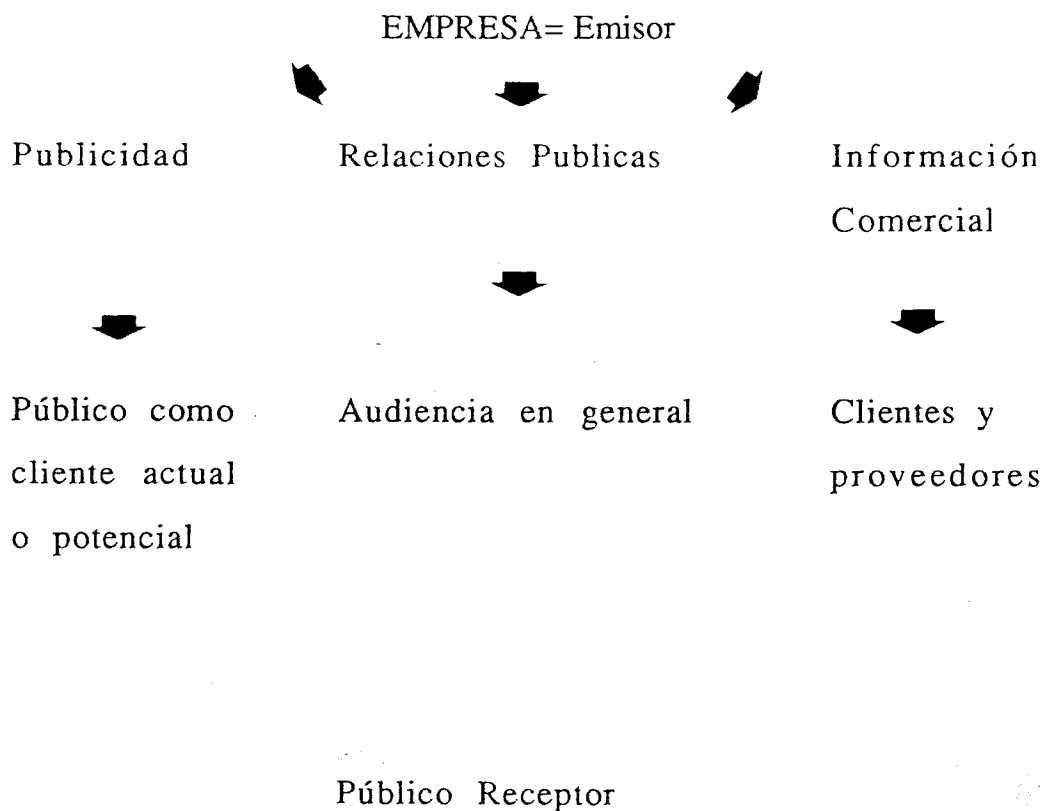 EMPRESA= Emisor
Publicidad
Relaciones Publicas
Información
Comercial
Público como
cliente actual
o potencial
Audiencia en general
Clientes y
proveedores
Público Receptor